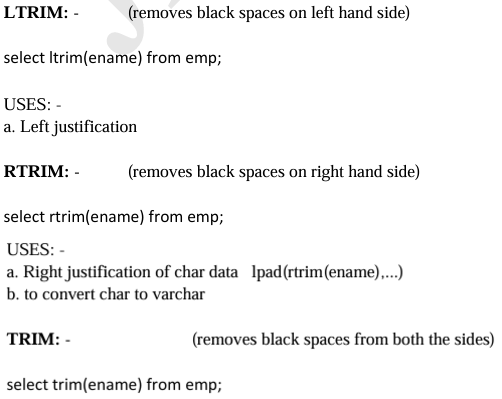 LTRIM: - (removes black spaces on left hand side)
select ltrim(ename) from emp;
USES: -
a. Left justification
RTRIM: - (removes black spaces on right hand side)
select rtrim(ename) from emp;
USES: -
a. Right justification of char data lpad(rtrim(ename),...)
b. to convert char to varchar
TRIM: - (removes black spaces from both the sides)
select trim(ename) from emp;